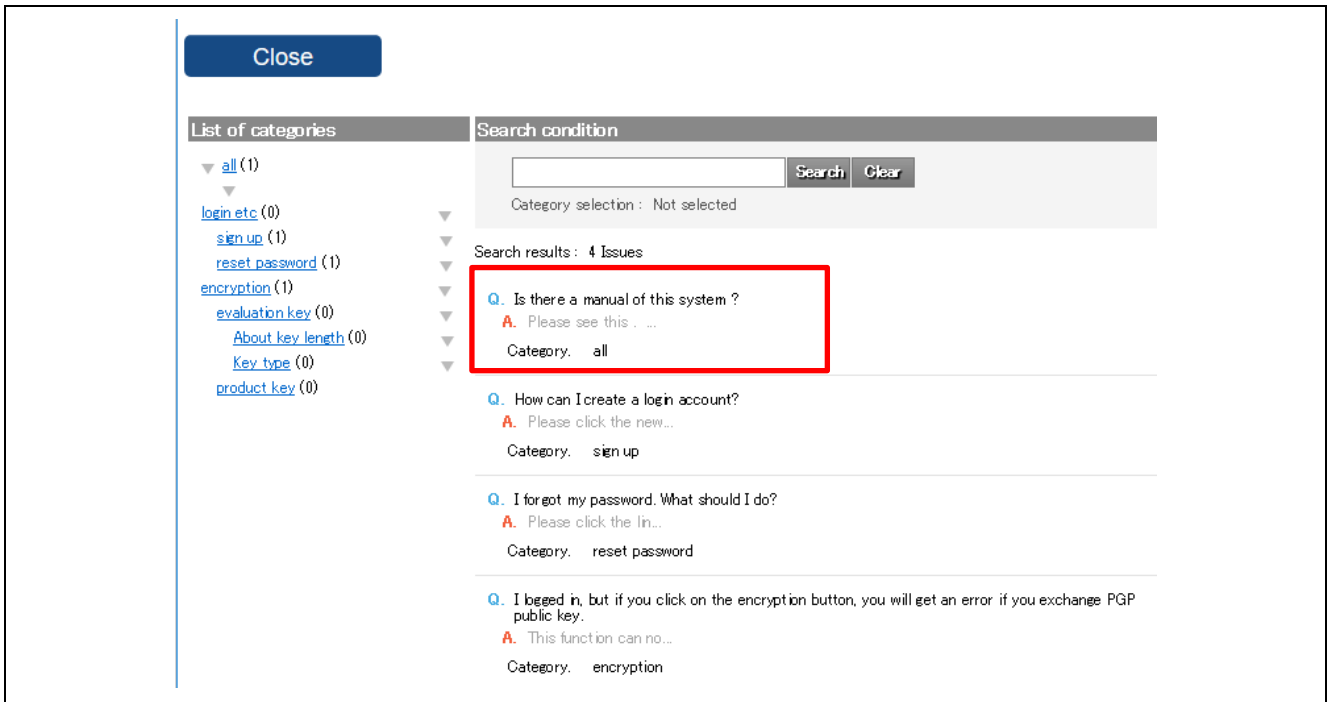 Close
List of categories
all (1)
login etc (0)
sign up (1)
reset password (1)
encryption (1)
evaluation key (0)
About key length (0)
Key type (0)
product key (0)
Search condition
Search Clear
Category selection : Not selected
Search results : 4 Issues
Q. Is there a manual of this system ?
A. Please see this . ...
Category. all
Q. How can I create a login account?
A. Please click the new...
Category. sign up
Q. I forgot my password. What should I do?
A. Please click the lin...
Category. reset password
Q. I logged in, but if you click on the encryption button, you will get an error if you exchange PGP
public key.
A. This function can no...
Category. encryption